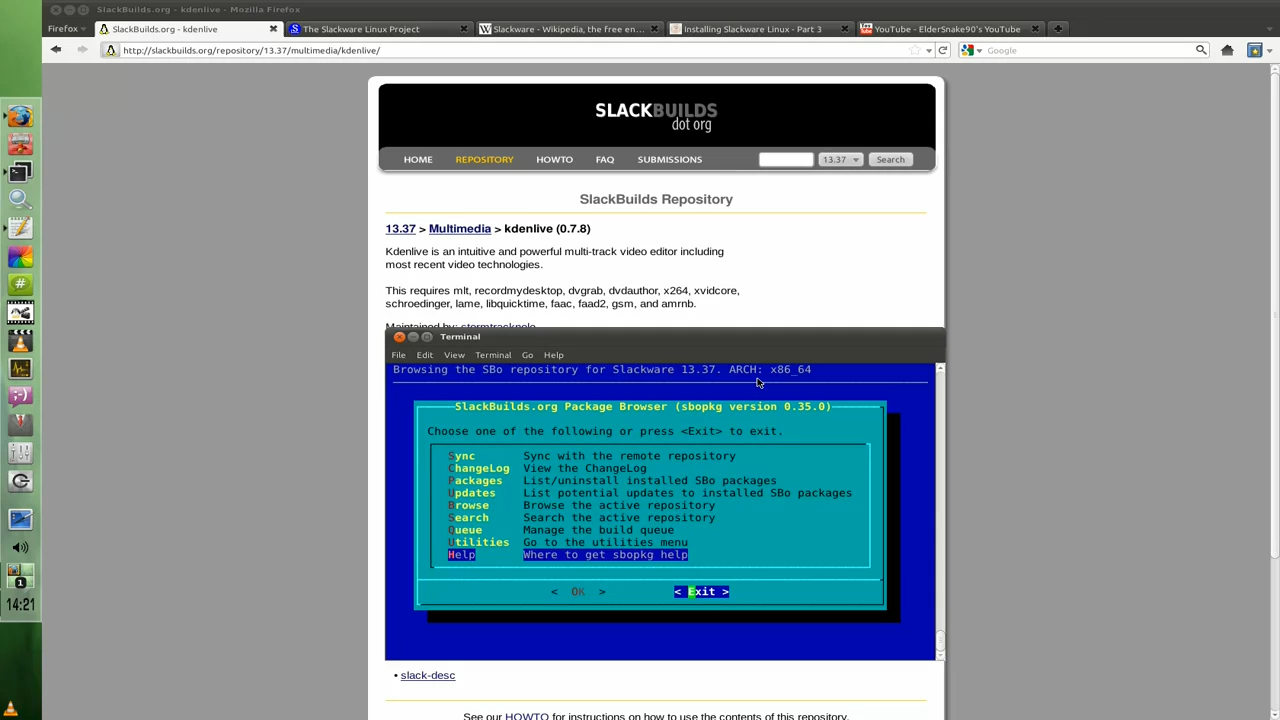 SlackBuilds.org - kdenlive - Mozilla Firefox
Firefox
SlackBuilds.org - kdenlive
The Slackware Linux Project
Slackware - Wikipedia, the free en...
Installing Slackware Linux - Part 3
YouTube - ElderSnake90's YouTube
http://slackbuilds.org/repository/13.37/multimedia/kdenlive/
Google
SLACKBUILDS
dot org
HOME REPOSITORY HOWTO FAQ SUBMISSIONS 13.37 Search
SlackBuilds Repository
13.37 > Multimedia > kdenlive (0.7.8)
Kdenlive is an intuitive and powerful multi-track video editor including
most recent video technologies.
This requires mlt, recordmydesktop, dvgrab, dvdauthor, x264, xvidcore,
schroedinger, lame, libquicktime, faac, faad2, gsm, and amrnb.
Maintained by:
Terminal
File Edit View Terminal Go Help
Browsing the SBo repository for Slackware 13.37. ARCH: x86_64
SlackBuilds.org Package Browser (sbopkg version 0.35.0)
Choose one of the following or press <Exit> to exit.
Sync Sync with the remote repository
ChangeLog View the ChangeLog
Packages List/uninstall installed SBo packages
Updates List potential updates to installed SBo packages
Browse Browse the active repository
Search Search the active repository
Queue Manage the build queue
Utilities Go to the utilities menu
Help Where to get sbopkg help
< OK > < Exit >
• slack-desc
See our HOWTO for instructions on how to use the contents of this repository.
1
14:21